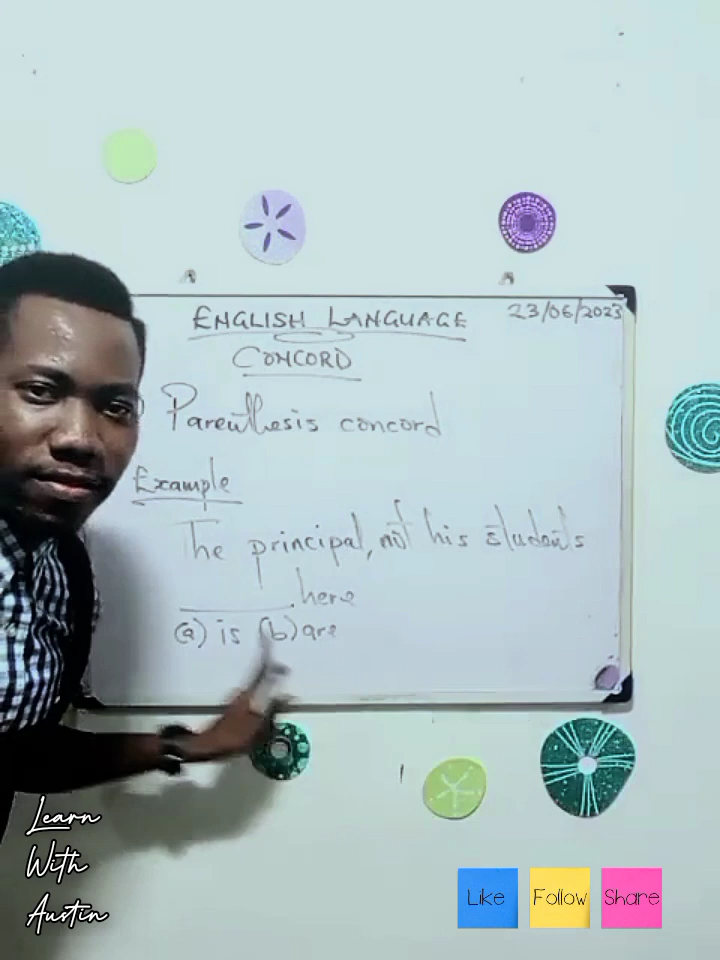 ENGLISH LANGUAGE
23/06/2023
CONCORD
Parenthesis concord
Example
The principal, not his students
_______ here
(a) is (b) are
Learn
With
Austin
Like
Follow
Share